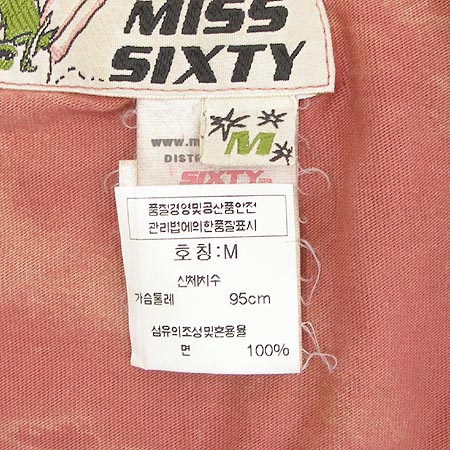 MISS
SIXTY
www.m
M
DISTR
SIXTY
품질경영및공산품안전
관리법에의한품질표시
호칭:M
신체치수
가슴둘레 95cm
섬유의조성및혼용율
면 100%